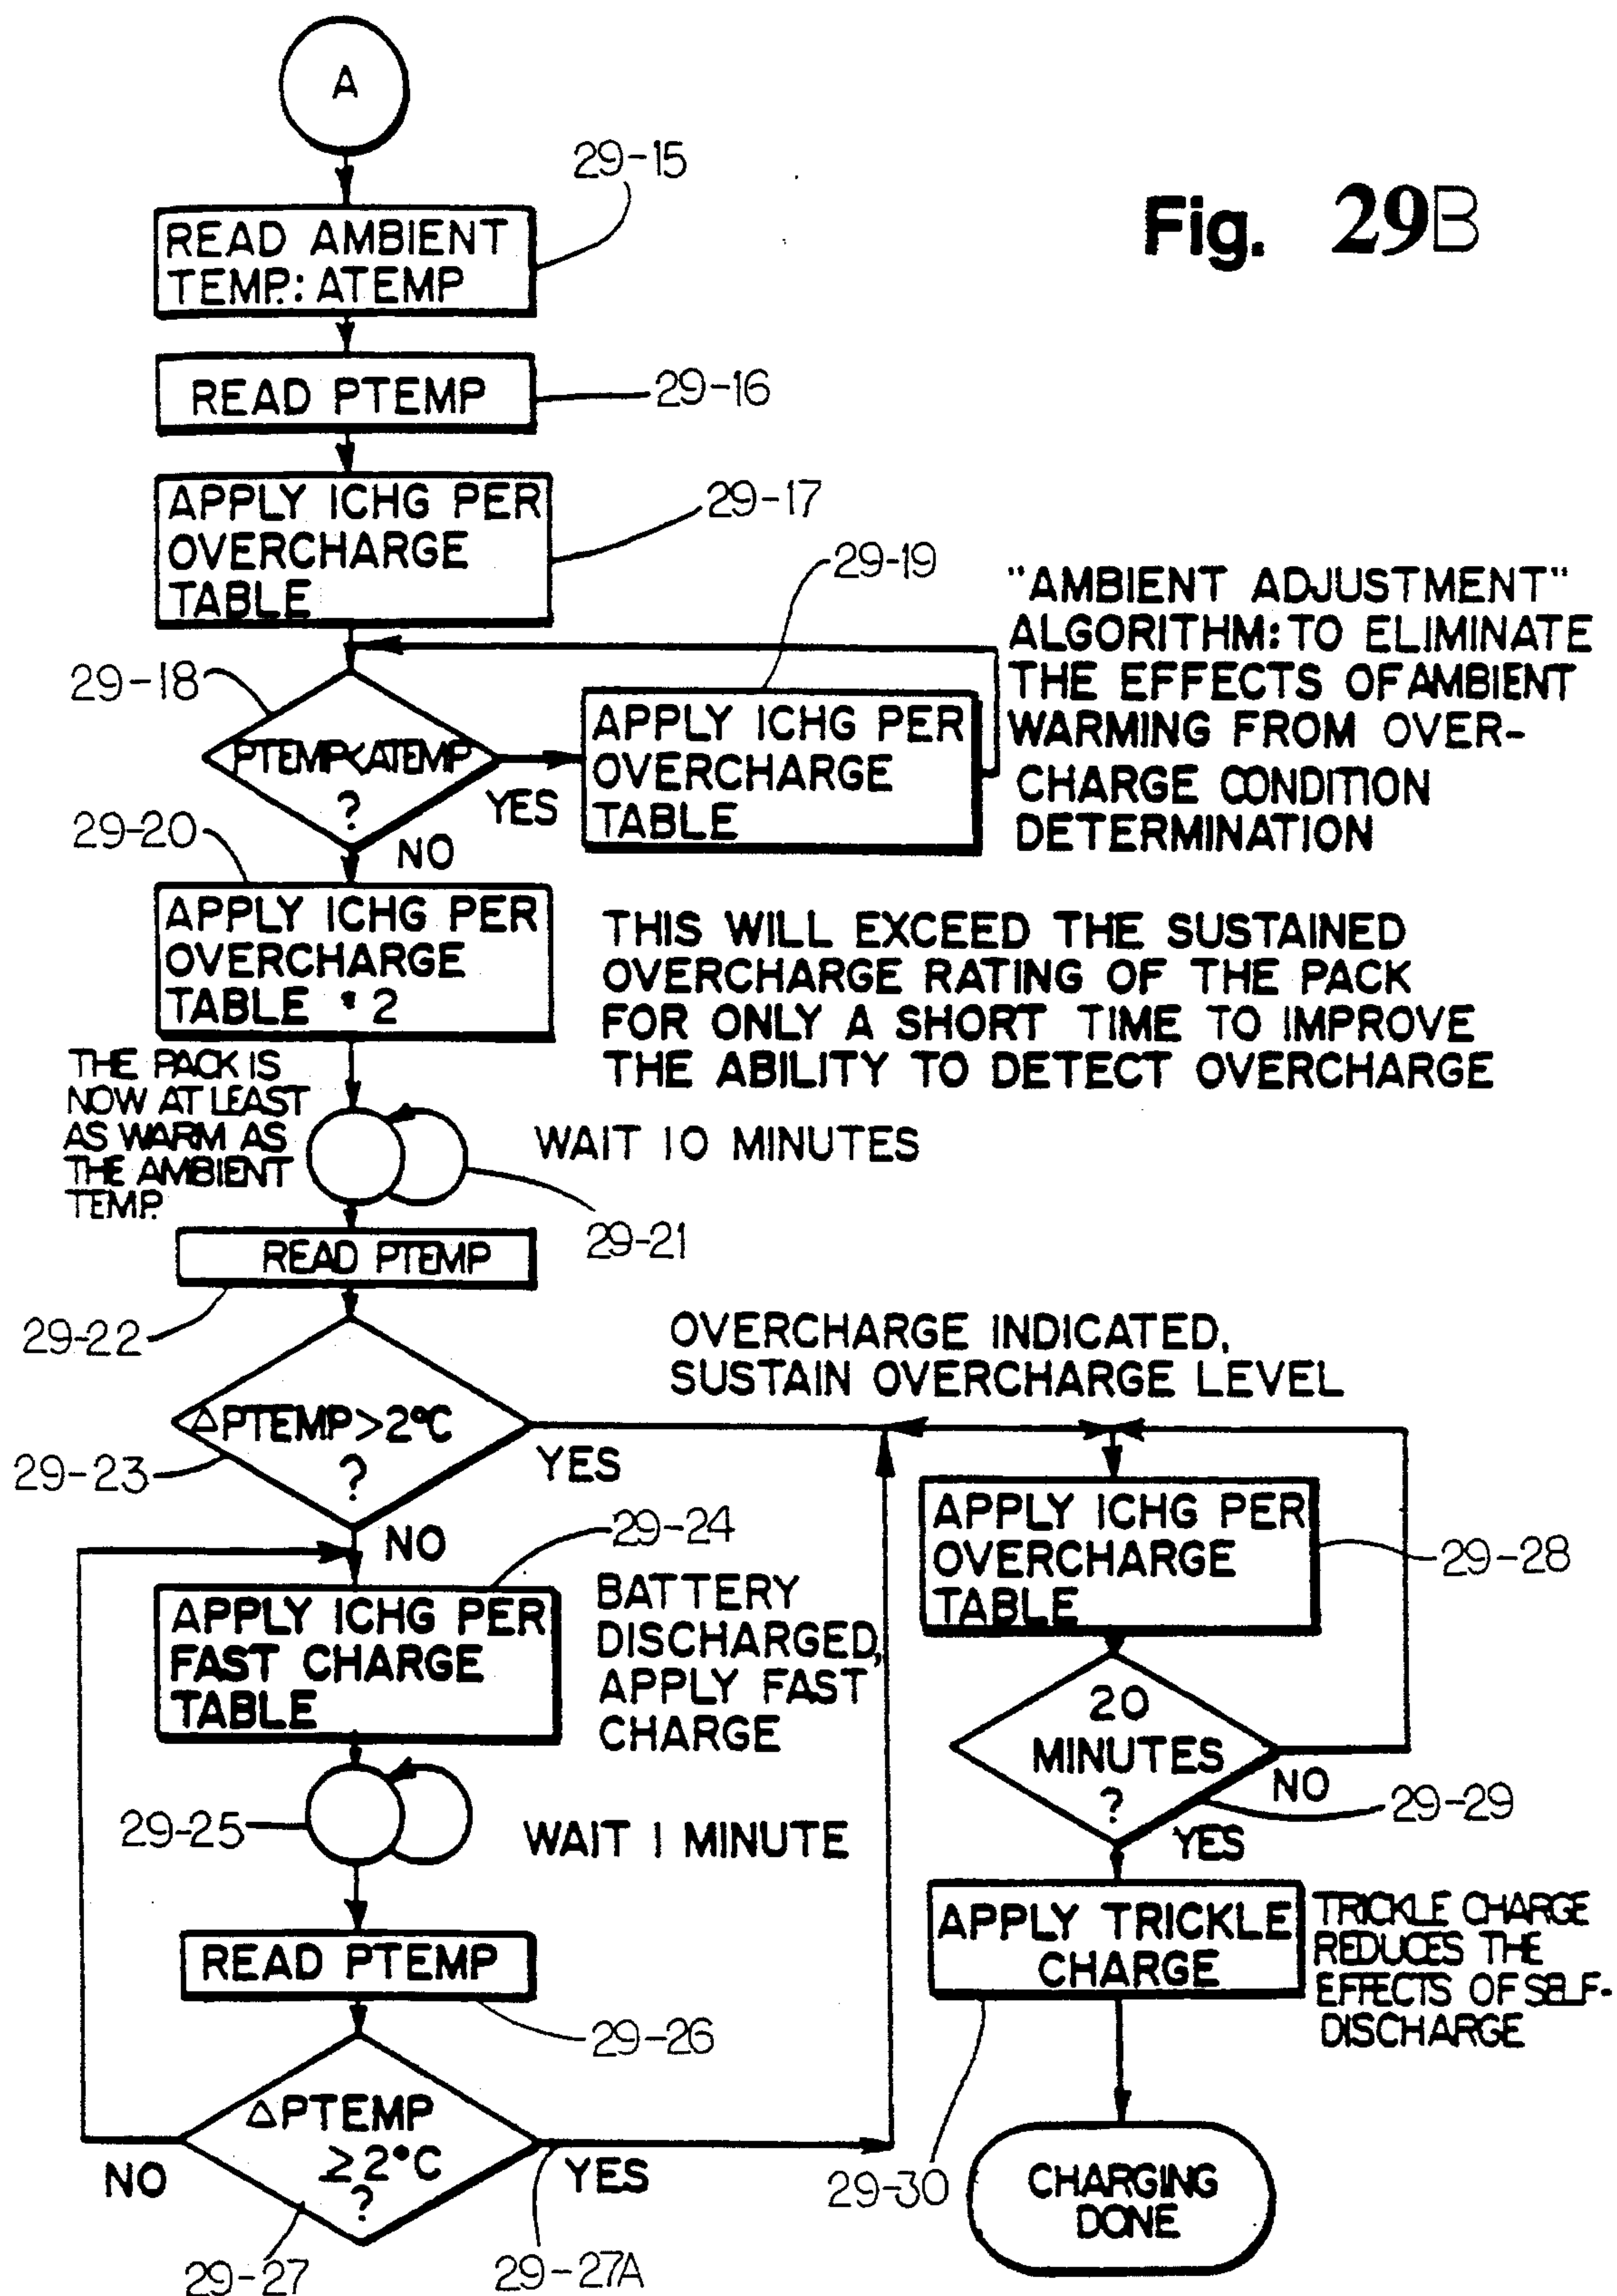 A
29-15
Fig. 29B
READ AMBIENT
TEMP.: ATEMP
READ PTEMP
29-16
APPLY ICHG PER
OVERCHARGE
TABLE
29-17
29-18
PTEMP<ATEMP
?
YES
NO
29-19
APPLY ICHG PER
OVERCHARGE
TABLE
"AMBIENT ADJUSTMENT"
ALGORITHM: TO ELIMINATE
THE EFFECTS OF AMBIENT
WARMING FROM OVER-
CHARGE CONDITION
DETERMINATION
29-20
APPLY ICHG PER
OVERCHARGE
TABLE * 2
THIS WILL EXCEED THE SUSTAINED
OVERCHARGE RATING OF THE PACK
FOR ONLY A SHORT TIME TO IMPROVE
THE ABILITY TO DETECT OVERCHARGE
THE PACK IS
NOW AT LEAST
AS WARM AS
THE AMBIENT
TEMP.
WAIT 10 MINUTES
29-21
READ PTEMP
29-22
△PTEMP>2°C
?
29-23
YES
NO
OVERCHARGE INDICATED,
SUSTAIN OVERCHARGE LEVEL
29-24
APPLY ICHG PER
FAST CHARGE
TABLE
BATTERY
DISCHARGED,
APPLY FAST
CHARGE
29-25
WAIT 1 MINUTE
READ PTEMP
29-26
△PTEMP
≥2°C
?
NO
YES
29-27
29-27A
APPLY ICHG PER
OVERCHARGE
TABLE
29-28
20
MINUTES
?
NO
29-29
YES
APPLY TRICKLE
CHARGE
TRICKLE CHARGE
REDUCES THE
EFFECTS OF SELF-
DISCHARGE
29-30
CHARGING
DONE